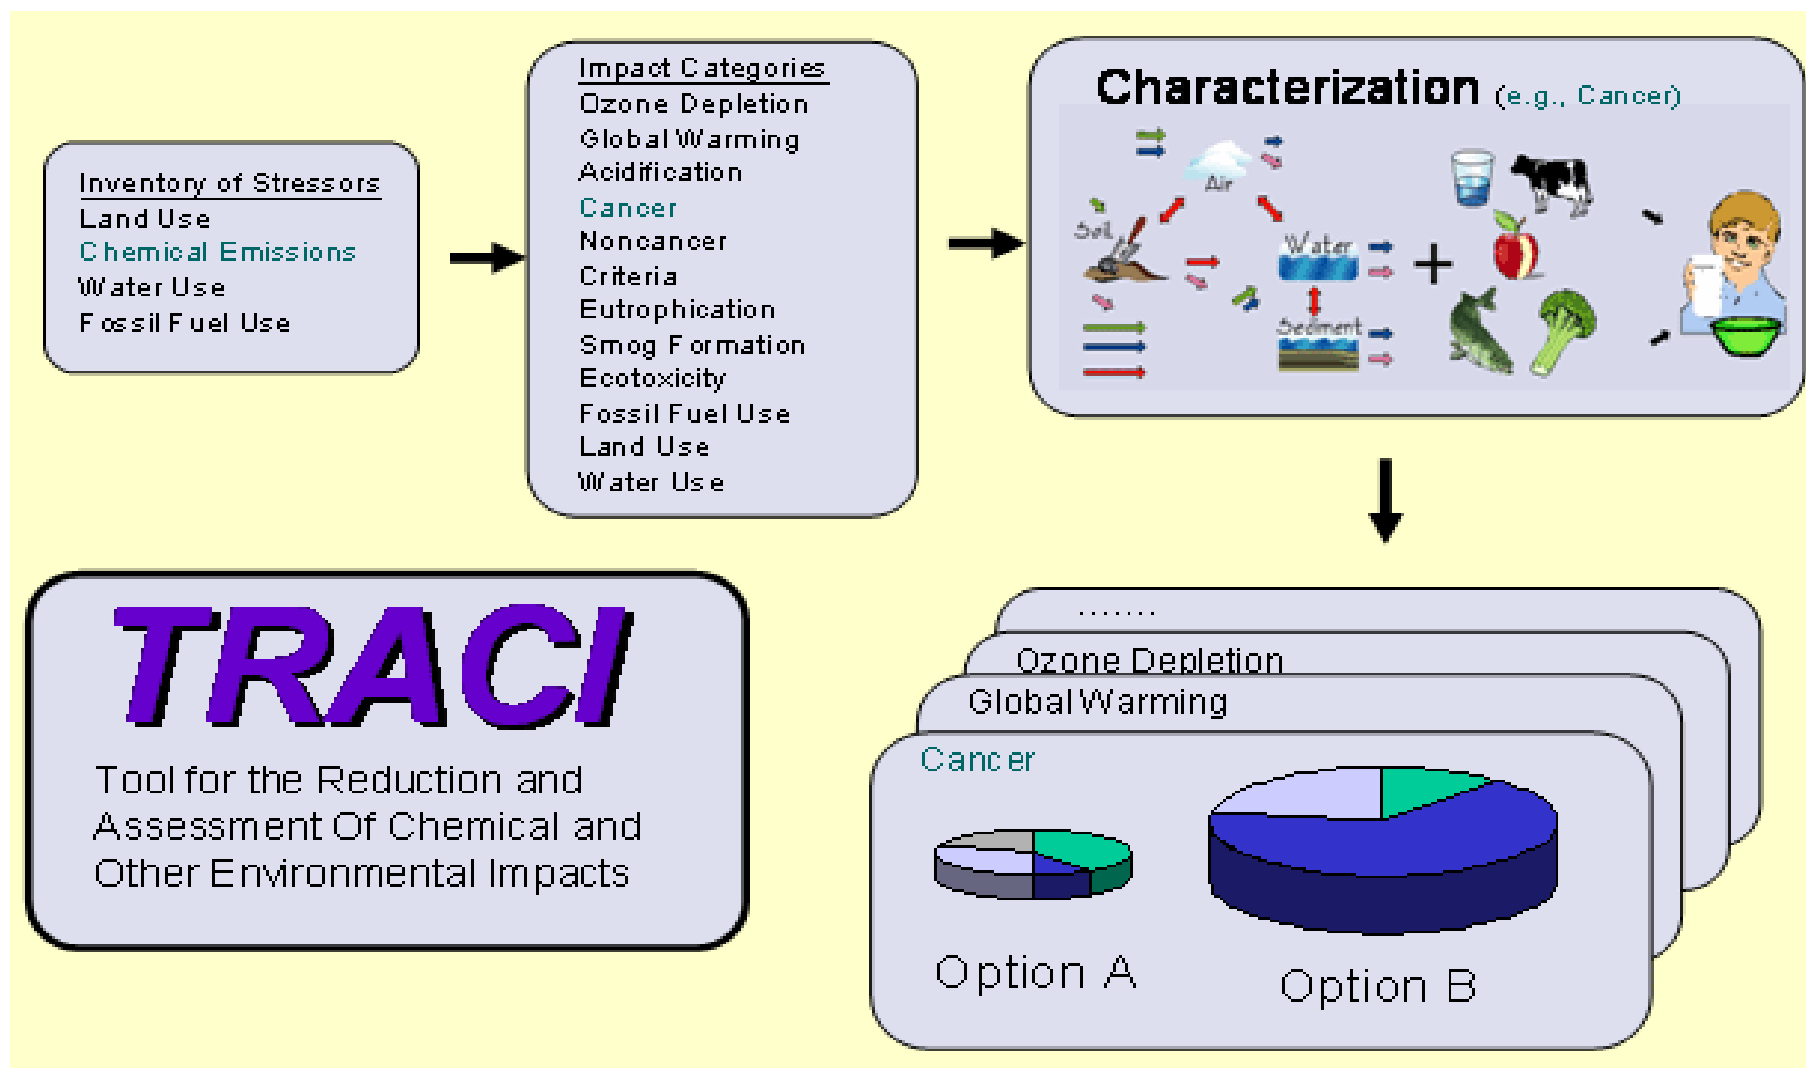 Inventory of Stressors
Land Use
Chemical Emissions
Water Use
Fossil Fuel Use
Impact Categories
Ozone Depletion
Global Warming
Acidification
Cancer
Noncancer
Criteria
Eutrophication
Smog Formation
Ecotoxicity
Fossil Fuel Use
Land Use
Water Use
Characterization (e.g., Cancer)
Air
Soil
Water
+
Sediment
TRACI
Tool for the Reduction and
Assessment Of Chemical and
Other Environmental Impacts
.......
Ozone Depletion
Global Warming
Cancer
Option A
Option B